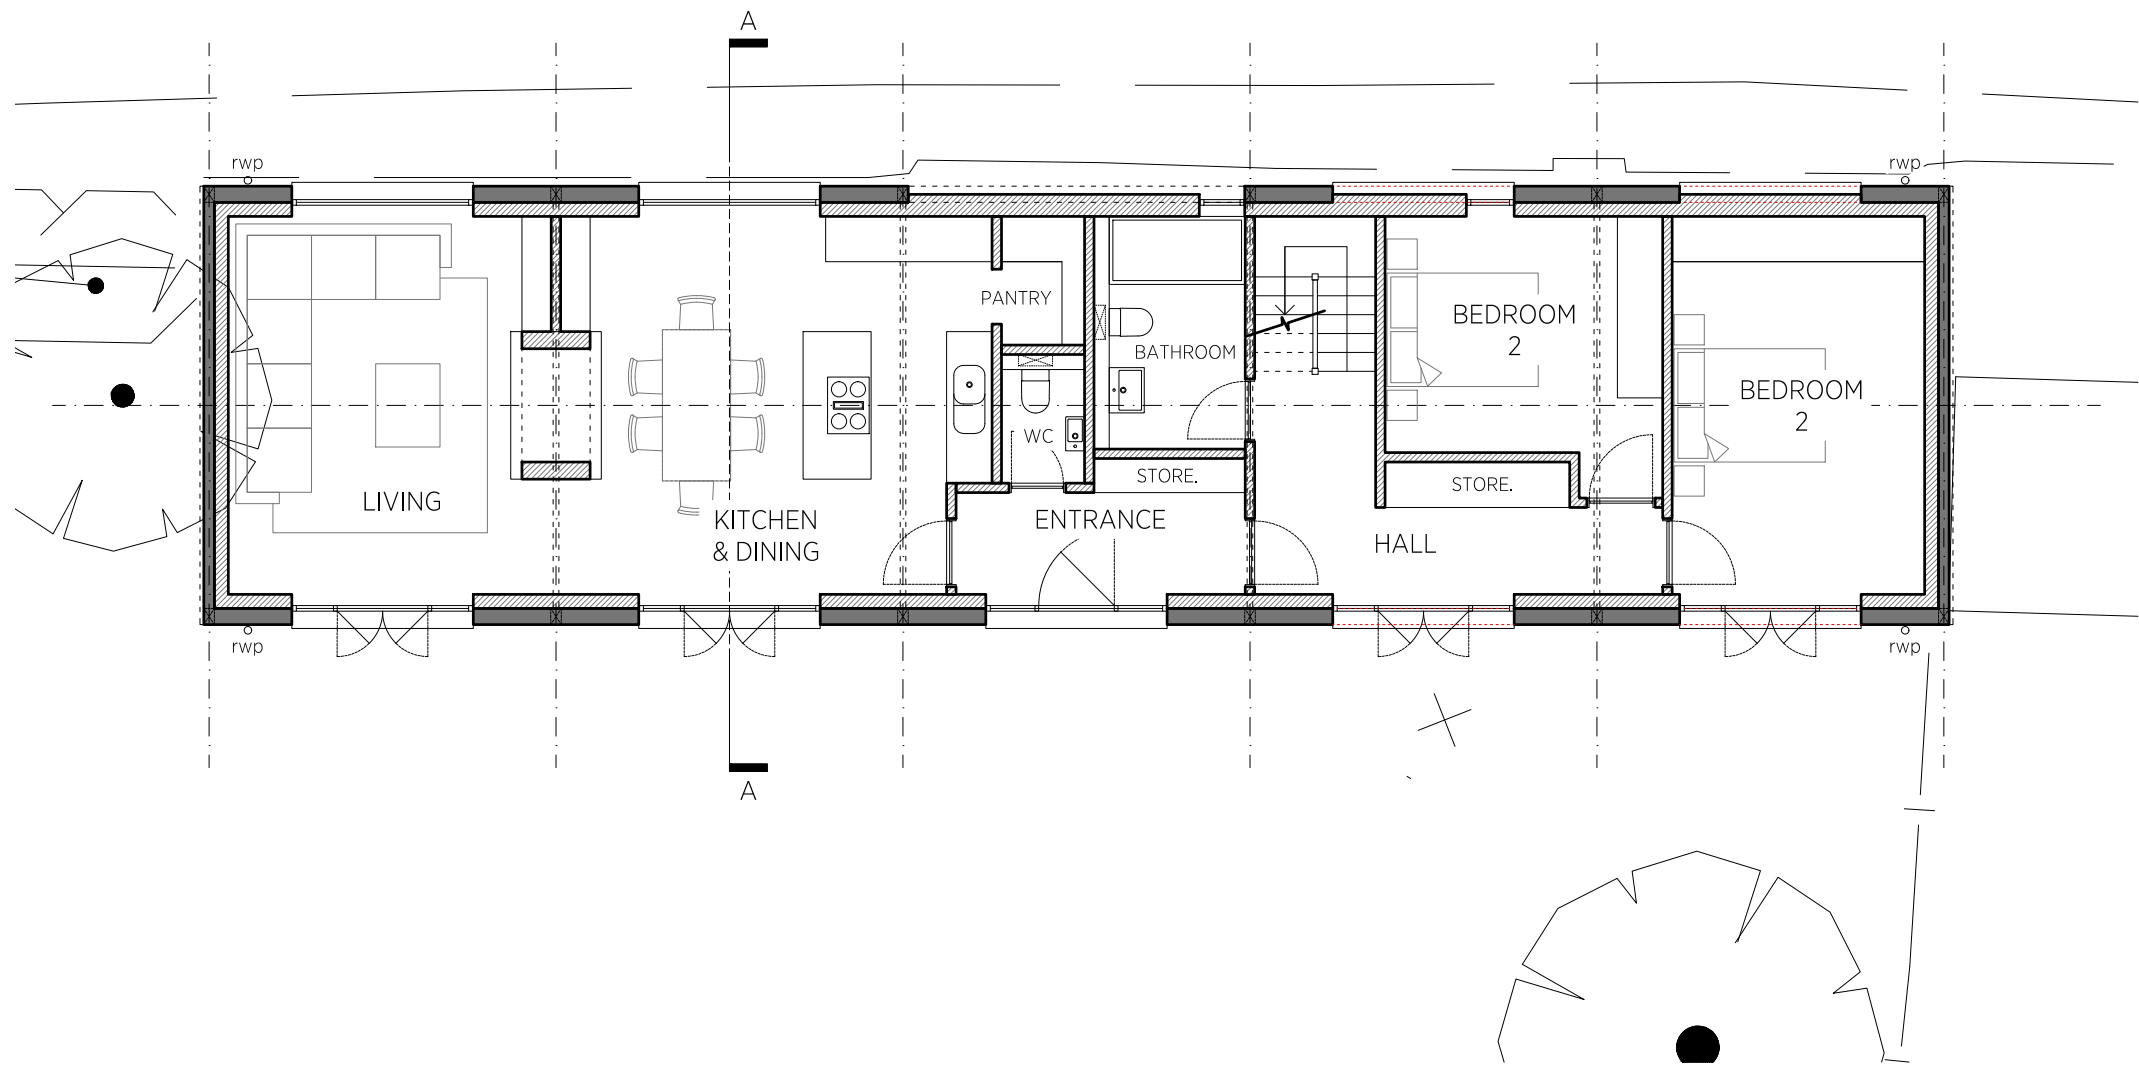 A
rwp
rwp
PANTRY
BEDROOM
2
BATHROOM
BEDROOM
2
WC
STORE.
STORE.
LIVING
KITCHEN
& DINING
ENTRANCE
HALL
rwp
rwp
A